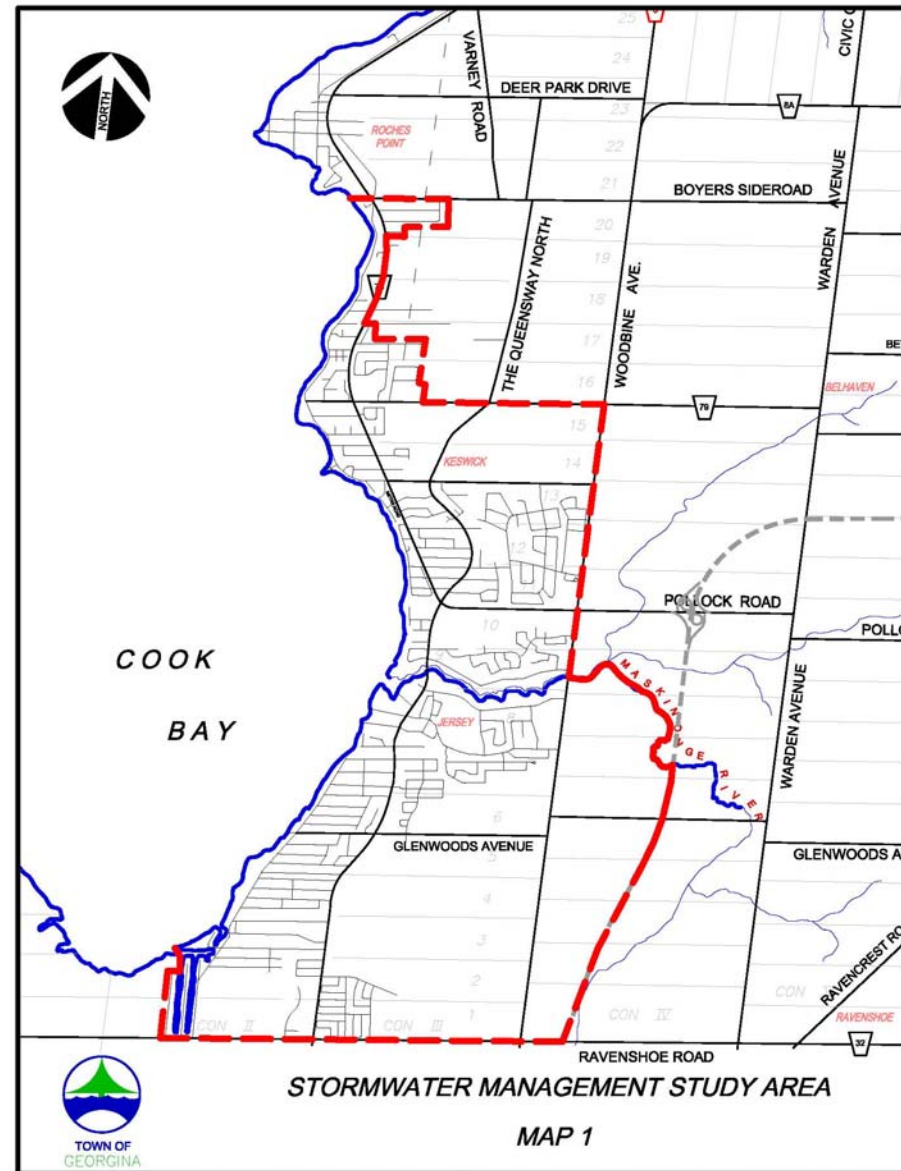 25
CIVIC
24
VARNEY ROAD
DEER PARK DRIVE
NORTH
23
8A
ROCHES
POINT
22
21
BOYERS SIDEROAD
WARDEN AVENUE
20
THE QUEENSWAY NORTH
19
WOODBINE AVE.
18
17
BE
16
BELHAVEN
79
15
KESWICK
14
13
12
POLLOCK ROAD
10
POLLO
9
COOK
BAY
MASKINONGE RIVER
JERSEY
8
WARDEN AVENUE
6
GLENWOODS AVENUE
GLENWOODS A
5
4
3
2
CON
RAVENCREST RO
1
CON II
CON III
CON IV
RAVENSHOE
32
RAVENSHOE ROAD
STORMWATER MANAGEMENT STUDY AREA
MAP 1
TOWN OF
GEORGINA